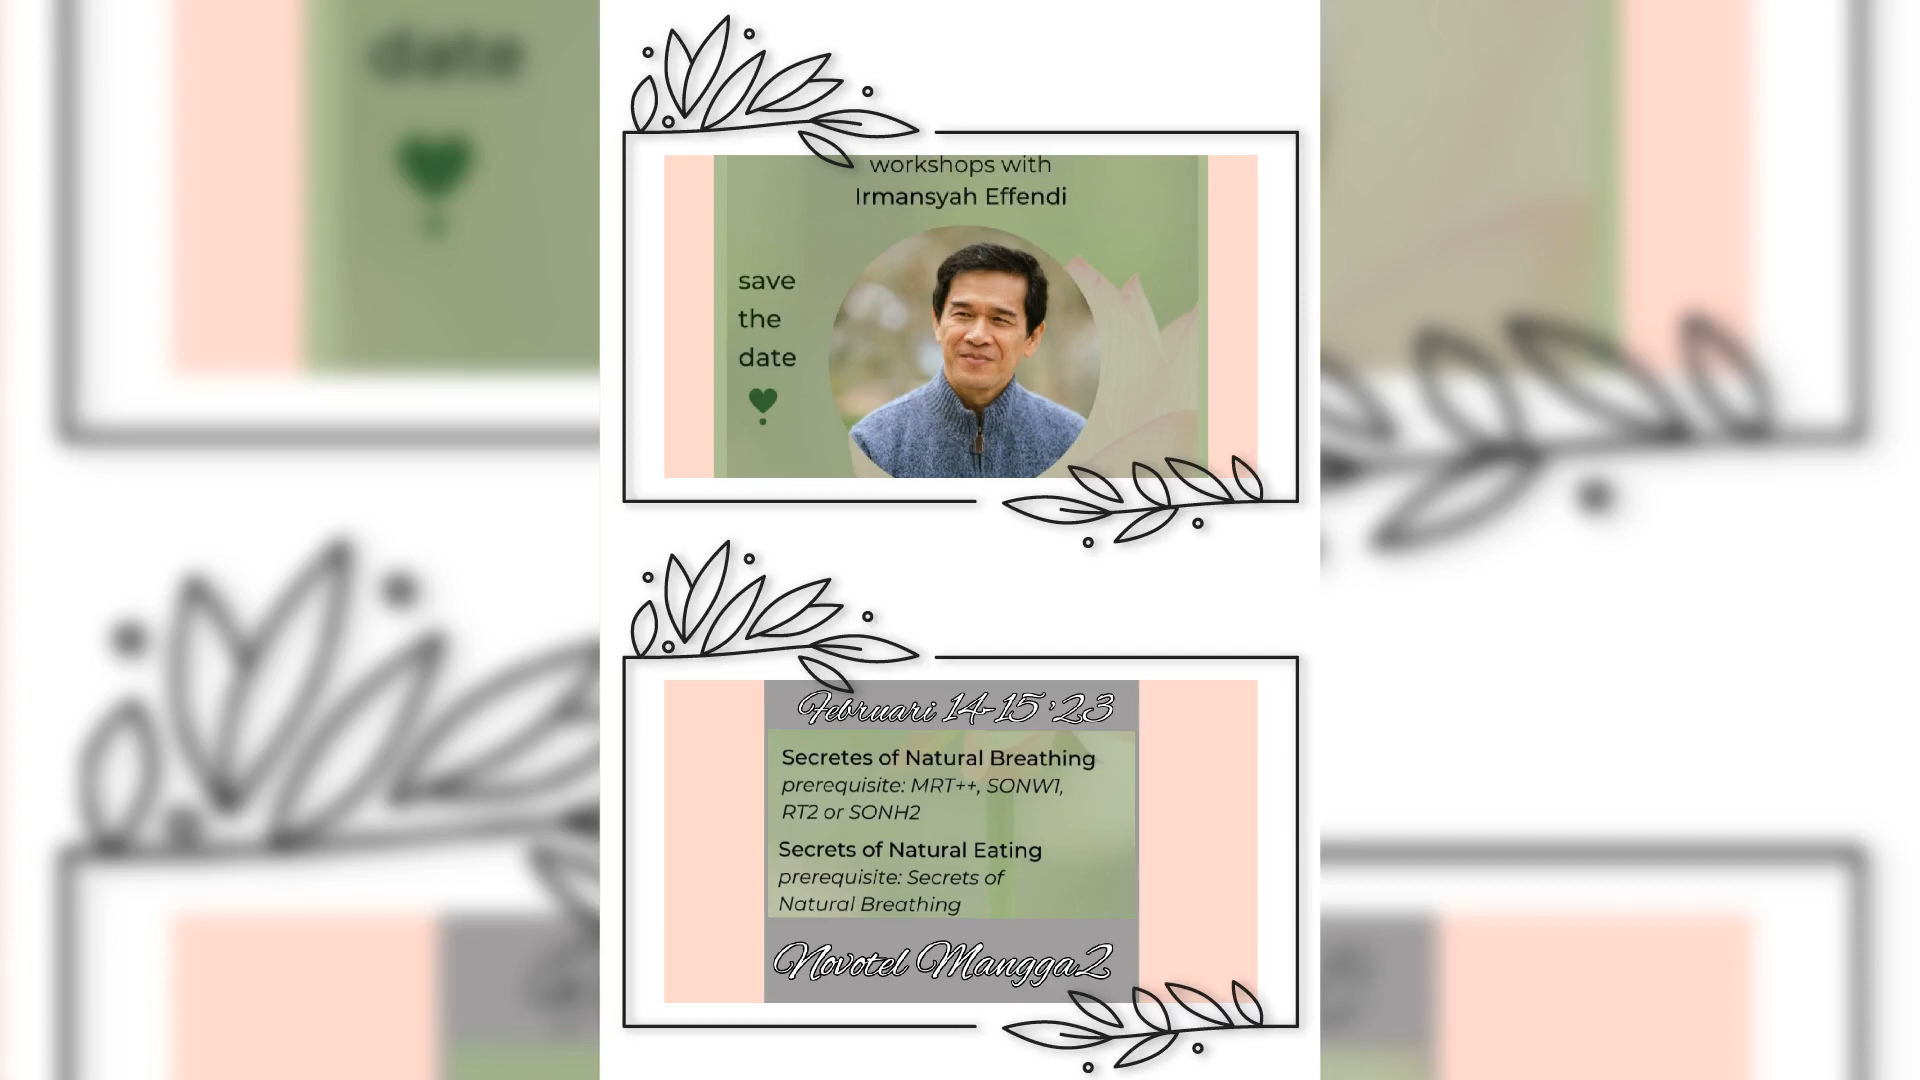 date
workshops with
Irmansyah Effendi
save
the
date
Februari 14-15 '23
Secretes of Natural Breathing
prerequisite: MRT++, SONW1,
RT2 or SONH2
Secrets of Natural Eating
prerequisite: Secrets of
Natural Breathing
Novotel Mangga2